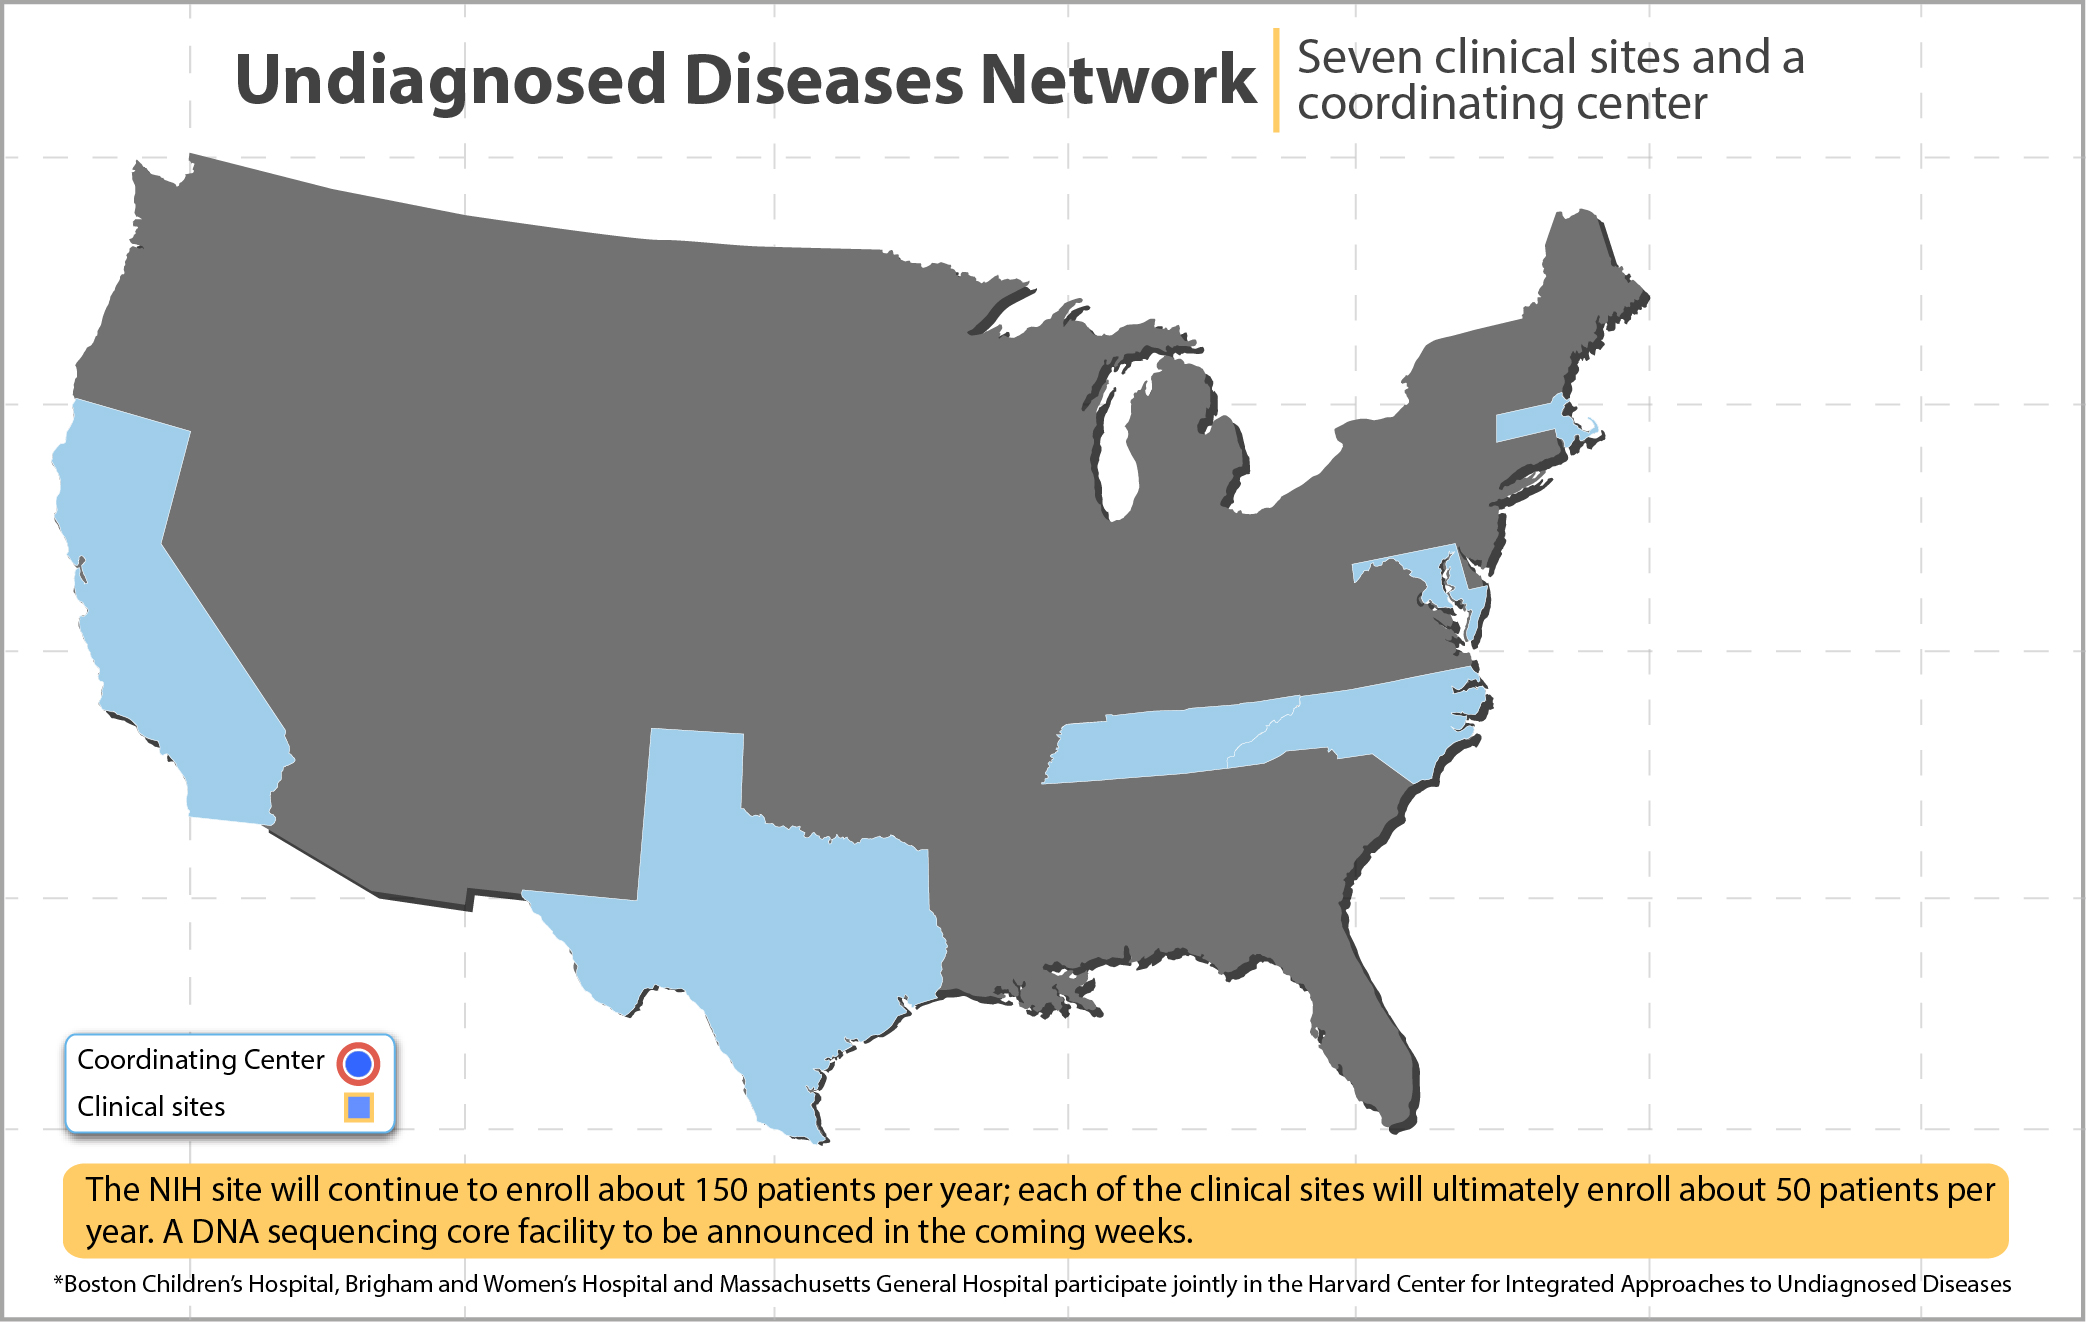 Undiagnosed Diseases Network
Seven clinical sites and a
coordinating center
Coordinating Center
Clinical sites
The NIH site will continue to enroll about 150 patients per year; each of the clinical sites will ultimately enroll about 50 patients per
year. A DNA sequencing core facility to be announced in the coming weeks.
*Boston Children's Hospital, Brigham and Women's Hospital and Massachusetts General Hospital participate jointly in the Harvard Center for Integrated Approaches to Undiagnosed Diseases